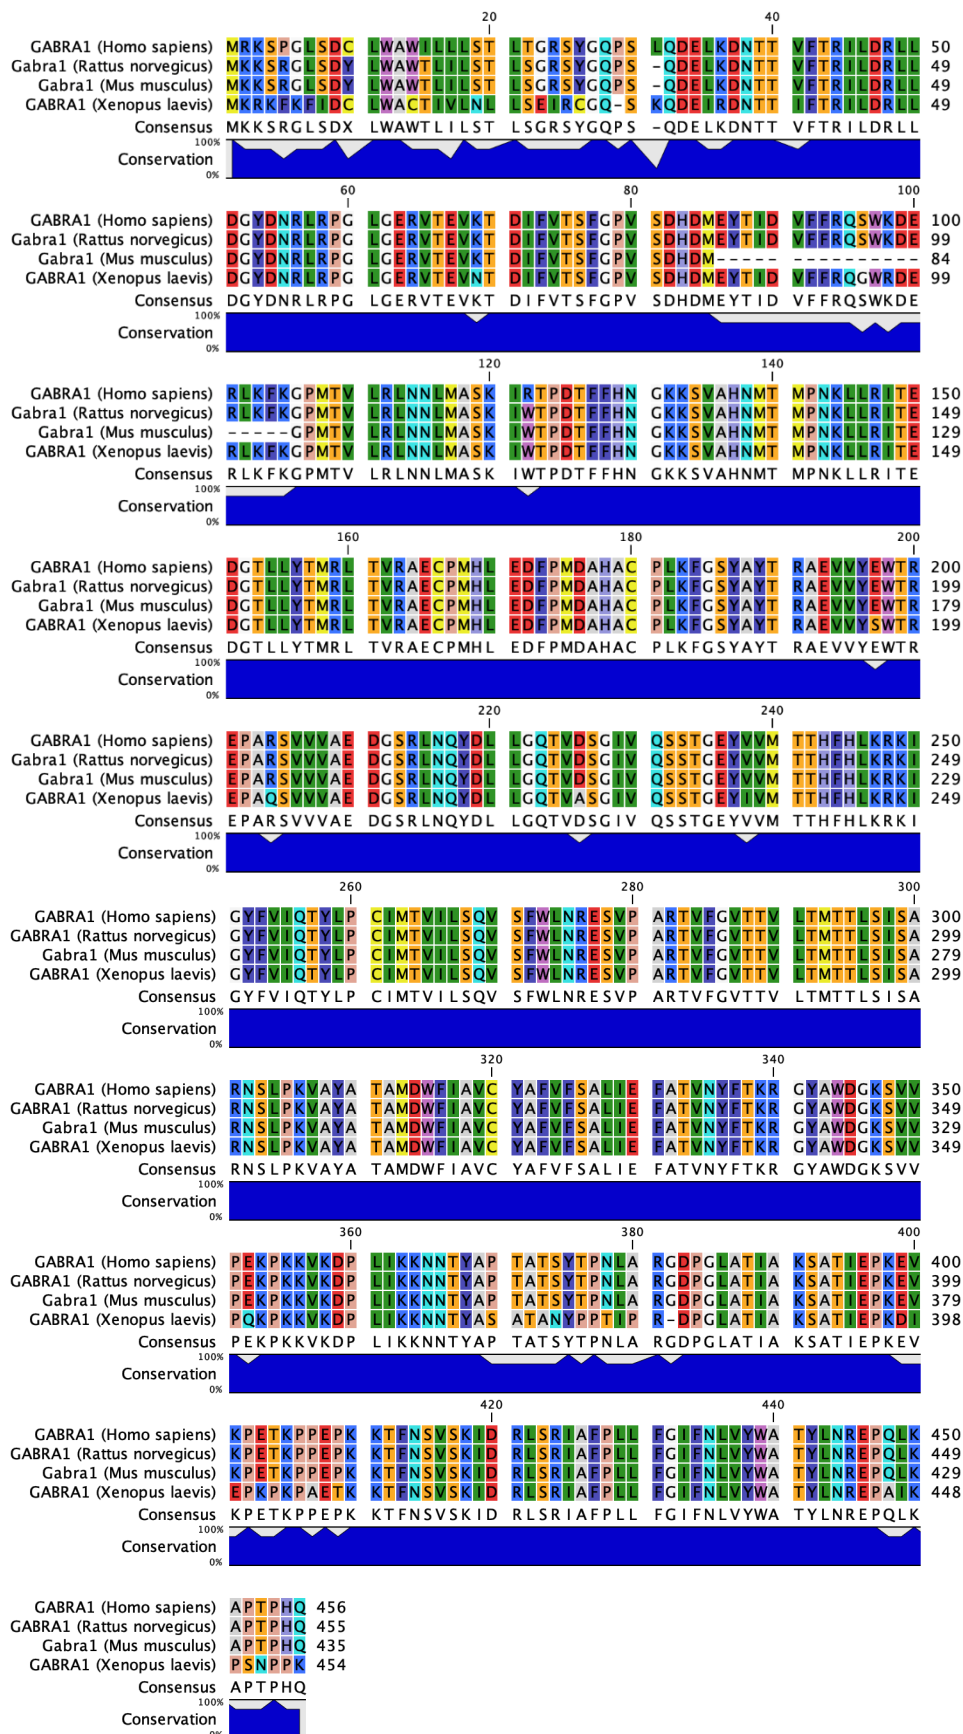 20 40
GABRA1 (Homo sapiens) MRKSPGLSDC LWAWILLLST LTGRSYGQPS LQDELKDNTT VFTRILDRLL 50
Gabra1 (Rattus norvegicus) MKKSRGLSDY LWAWTLILST LSGRSYGQPS -QDELKDNTT VFTRILDRLL 49
Gabra1 (Mus musculus) MKKSRGLSDY LWAWTLILST LSGRSYGQPS -QDELKDNTT VFTRILDRLL 49
GABRA1 (Xenopus laevis) MKRKFKFIDC LWACTIVLNL LSEIRCGQ-S KQDEIRDNTT IFTRILDRLL 49
Consensus MKKSRGLSDX LWAWTLILST LSGRSYGQPS -QDELKDNTT VFTRILDRLL
100%
Conservation
0%
60 80 100
GABRA1 (Homo sapiens) DGYDNRLRPG LGERVTEVKT DIFVTSFGPV SDHDMEYTID VFFRQSWKDE 100
Gabra1 (Rattus norvegicus) DGYDNRLRPG LGERVTEVKT DIFVTSFGPV SDHDMEYTID VFFRQSWKDE 99
Gabra1 (Mus musculus) DGYDNRLRPG LGERVTEVKT DIFVTSFGPV SDHDM----- ---------- 84
GABRA1 (Xenopus laevis) DGYDNRLRPG LGERVTEVNT DIFVTSFGPV SDHDMEYTID VFFRQGWRDE 99
Consensus DGYDNRLRPG LGERVTEVKT DIFVTSFGPV SDHDMEYTID VFFRQSWKDE
100%
Conservation
0%
120 140
GABRA1 (Homo sapiens) RLKFKGPMTV LRLNNLMASK IRTPDTFFHN GKKSVAHNMT MPNKLLRITE 150
Gabra1 (Rattus norvegicus) RLKFKGPMTV LRLNNLMASK IWTPDTFFHN GKKSVAHNMT MPNKLLRITE 149
Gabra1 (Mus musculus) -----GPMTV LRLNNLMASK IWTPDTFFHN GKKSVAHNMT MPNKLLRITE 129
GABRA1 (Xenopus laevis) RLKFKGPMTV LRLNNLMASK IWTPDTFFHN GKKSVAHNMT MPNKLLRITE 149
Consensus RLKFKGPMTV LRLNNLMASK IWTPDTFFHN GKKSVAHNMT MPNKLLRITE
100%
Conservation
0%
160 180 200
GABRA1 (Homo sapiens) DGTLLYTMRL TVRAECPMHL EDFPMDAHAC PLKFGSYAYT RAEVVYEWTR 200
Gabra1 (Rattus norvegicus) DGTLLYTMRL TVRAECPMHL EDFPMDAHAC PLKFGSYAYT RAEVVYEWTR 199
Gabra1 (Mus musculus) DGTLLYTMRL TVRAECPMHL EDFPMDAHAC PLKFGSYAYT RAEVVYEWTR 179
GABRA1 (Xenopus laevis) DGTLLYTMRL TVRAECPMHL EDFPMDAHAC PLKFGSYAYT RAEVVYSWTR 199
Consensus DGTLLYTMRL TVRAECPMHL EDFPMDAHAC PLKFGSYAYT RAEVVYEWTR
100%
Conservation
0%
220 240
GABRA1 (Homo sapiens) EPARSVVVAE DGSRLNQYDL LGQTVDSGIV QSSTGEYVVM TTHFHLKRKI 250
Gabra1 (Rattus norvegicus) EPARSVVVAE DGSRLNQYDL LGQTVDSGIV QSSTGEYVVM TTHFHLKRKI 249
Gabra1 (Mus musculus) EPARSVVVAE DGSRLNQYDL LGQTVDSGIV QSSTGEYVVM TTHFHLKRKI 229
GABRA1 (Xenopus laevis) EPAQSVVVAE DGSRLNQYDL LGQTVASGIV QSSTGEYIVM TTHFHLKRKI 249
Consensus EPARSVVVAE DGSRLNQYDL LGQTVDSGIV QSSTGEYVVM TTHFHLKRKI
100%
Conservation
0%
260 280 300
GABRA1 (Homo sapiens) GYFVIQTYLP CIMTVILSQV SFWLNRESVP ARTVFGVTTV LTMTTLSISA 300
GABRA1 (Rattus norvegicus) GYFVIQTYLP CIMTVILSQV SFWLNRESVP ARTVFGVTTV LTMTTLSISA 299
Gabra1 (Mus musculus) GYFVIQTYLP CIMTVILSQV SFWLNRESVP ARTVFGVTTV LTMTTLSISA 279
GABRA1 (Xenopus laevis) GYFVIQTYLP CIMTVILSQV SFWLNRESVP ARTVFGVTTV LTMTTLSISA 299
Consensus GYFVIQTYLP CIMTVILSQV SFWLNRESVP ARTVFGVTTV LTMTTLSISA
100%
Conservation
0%
320 340
GABRA1 (Homo sapiens) RNSLPKVAYA TAMDWFIAVC YAFVFSALIE FATVNYFTKR GYAWDGKSVV 350
GABRA1 (Rattus norvegicus) RNSLPKVAYA TAMDWFIAVC YAFVFSALIE FATVNYFTKR GYAWDGKSVV 349
Gabra1 (Mus musculus) RNSLPKVAYA TAMDWFIAVC YAFVFSALIE FATVNYFTKR GYAWDGKSVV 329
GABRA1 (Xenopus laevis) RNSLPKVAYA TAMDWFIAVC YAFVFSALIE FATVNYFTKR GYAWDGKSVV 349
Consensus RNSLPKVAYA TAMDWFIAVC YAFVFSALIE FATVNYFTKR GYAWDGKSVV
100%
Conservation
0%
360 380 400
GABRA1 (Homo sapiens) PEKPKKVKDP LIKKNNTYAP TATSYTPNLA RGDPGLATIA KSATIEPKEV 400
GABRA1 (Rattus norvegicus) PEKPKKVKDP LIKKNNTYAP TATSYTPNLA RGDPGLATIA KSATIEPKEV 399
Gabra1 (Mus musculus) PEKPKKVKDP LIKKNNTYAP TATSYTPNLA RGDPGLATIA KSATIEPKEV 379
GABRA1 (Xenopus laevis) PQKPKKVKDP LIKKNNTYAS ATANYPPTIP R-DPGLATIA KSATIEPKDI 398
Consensus PEKPKKVKDP LIKKNNTYAP TATSYTPNLA RGDPGLATIA KSATIEPKEV
100%
Conservation
0%
420 440
GABRA1 (Homo sapiens) KPETKPPEPK KTFNSVSKID RLSRIAFPLL FGIFNLVYWA TYLNREPQLK 450
GABRA1 (Rattus norvegicus) KPETKPPEPK KTFNSVSKID RLSRIAFPLL FGIFNLVYWA TYLNREPQLK 449
Gabra1 (Mus musculus) KPETKPPEPK KTFNSVSKID RLSRIAFPLL FGIFNLVYWA TYLNREPQLK 429
GABRA1 (Xenopus laevis) EPKPKPAETK KTFNSVSKID RLSRIAFPLL FGIFNLVYWA TYLNREPAIK 448
Consensus KPETKPPEPK KTFNSVSKID RLSRIAFPLL FGIFNLVYWA TYLNREPQLK
100%
Conservation
0%
GABRA1 (Homo sapiens) APTPHQ 456
GABRA1 (Rattus norvegicus) APTPHQ 455
Gabra1 (Mus musculus) APTPHQ 435
GABRA1 (Xenopus laevis) PSNPPK 454
Consensus APTPHQ
100%
Conservation